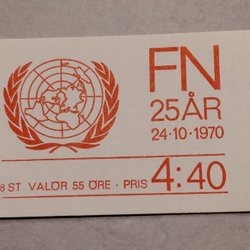 FN
25 ÅR
24·10·1970
8 ST VALÖR 55 ÖRE · PRIS 4:40